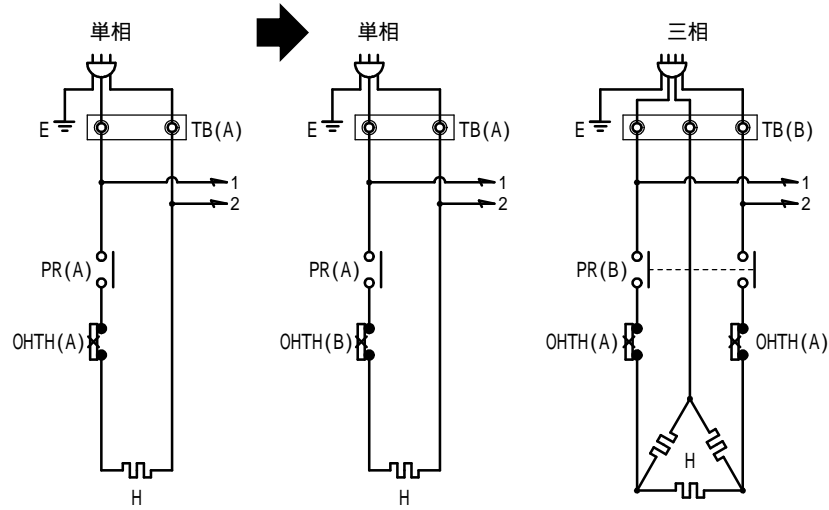 単相
E
TB(A)
1
2
PR(A)
OHTH(A)
H
単相
E
TB(A)
1
2
PR(A)
OHTH(B)
H
三相
E
TB(B)
1
2
PR(B)
OHTH(A)
OHTH(A)
H